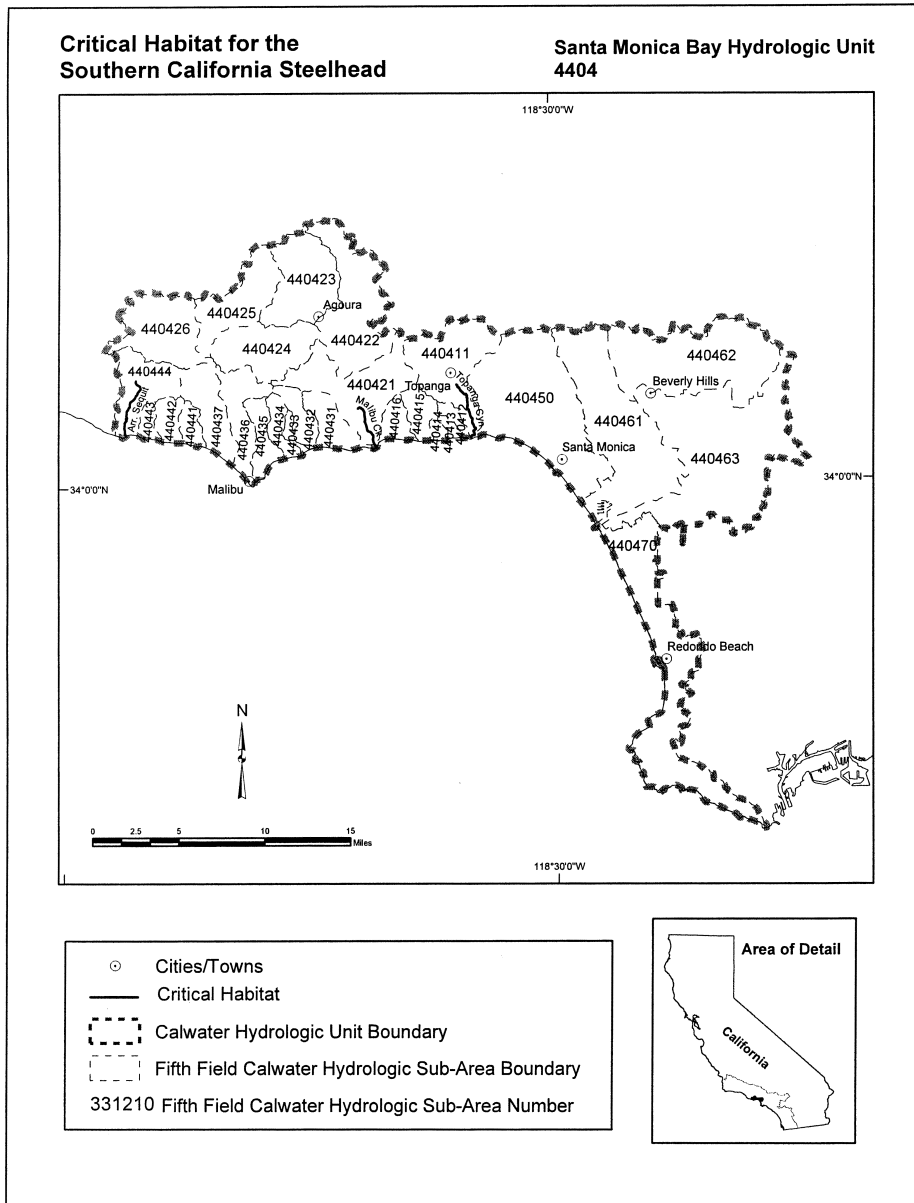 Critical Habitat for the
Southern California Steelhead
Santa Monica Bay Hydrologic Unit
4404
118°30'0"W
440423
Agoura
440425
440426
440422
440424
440411
440462
440444
440421
Topanga
Topanga Cyn.
Beverly Hills
440450
440461
Arr. Sequit
440443
440442
440441
440437
440436
440435
440434
440433
440432
440431
Malibu Cr.
440416
440415
440414
440413
440412
Santa Monica
440463
Malibu
34°0'0"N
34°0'0"N
440470
Redondo Beach
N
0 2.5 5 10 15
Miles
118°30'0"W
Cities/Towns
Critical Habitat
Calwater Hydrologic Unit Boundary
Fifth Field Calwater Hydrologic Sub-Area Boundary
331210 Fifth Field Calwater Hydrologic Sub-Area Number
Area of Detail
California